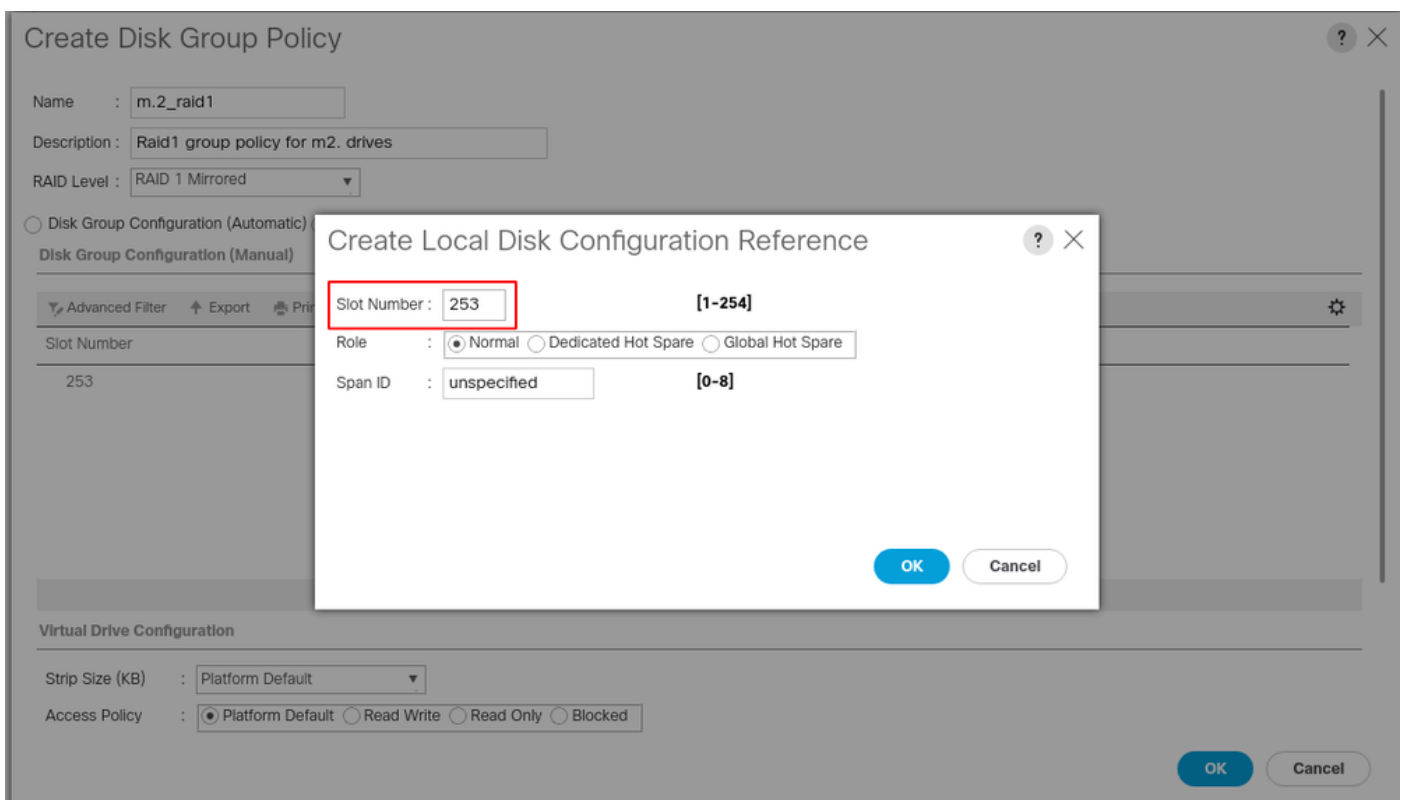 Create Disk Group Policy ?
Name : m.2_raid1
Description : Raid1 group policy for m2. drives
RAID Level : RAID 1 Mirrored
Disk Group Configuration (Automatic)
Disk Group Configuration (Manual)
Advanced Filter Export
Slot Number
253
Create Local Disk Configuration Reference ?
Slot Number : 253 [1-254]
Role : Normal Dedicated Hot Spare Global Hot Spare
Span ID : unspecified [0-8]
OK Cancel
Virtual Drive Configuration
Strip Size (KB) : Platform Default
Access Policy : Platform Default Read Write Read Only Blocked
OK Cancel